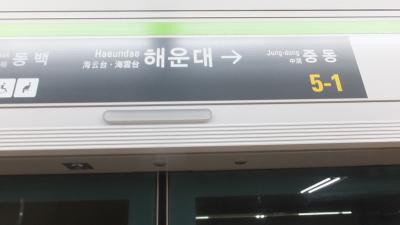 동백
Haeundae
海云台·海雲台
해운대 →
Jung-dong
中洞
중동
5-1